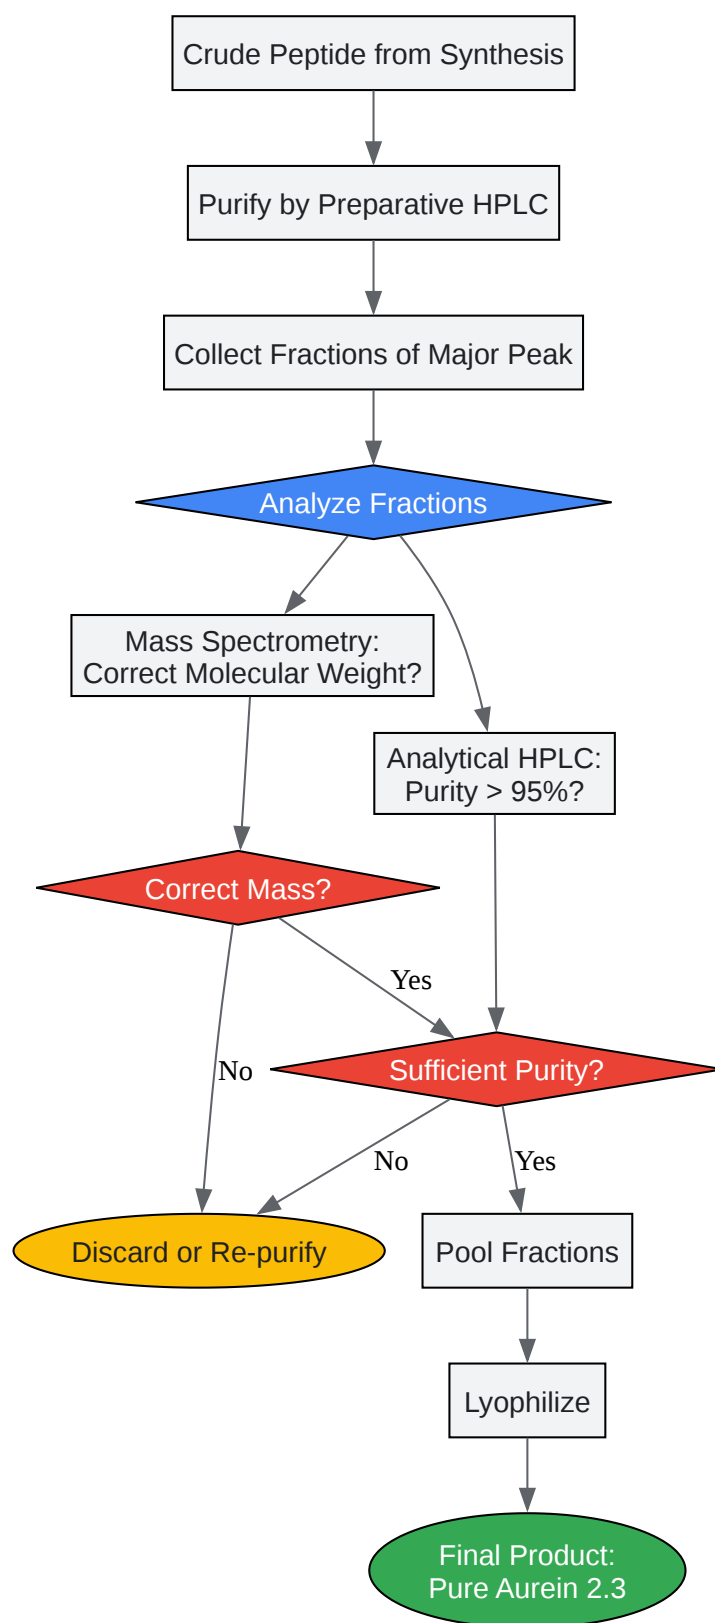 Crude Peptide from Synthesis
Purify by Preparative HPLC
Collect Fractions of Major Peak
Analyze Fractions
Mass Spectrometry:
Correct Molecular Weight?
Analytical HPLC:
Purity > 95%?
Correct Mass?
Yes
No
Sufficient Purity?
No
Yes
Discard or Re-purify
Pool Fractions
Lyophilize
Final Product:
Pure Aurein 2.3